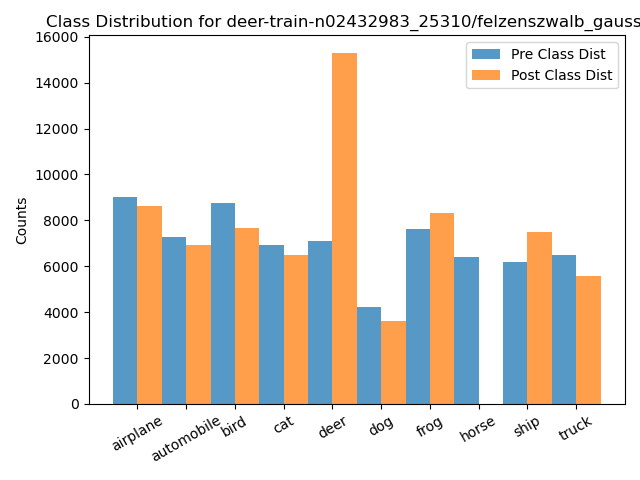 Class Distribution for deer-train-n02432983_25310/felzenszwalb_gauss
Pre Class Dist
Post Class Dist
Counts
16000
14000
12000
10000
8000
6000
4000
2000
0
airplane
automobile
bird
cat
deer
dog
frog
horse
ship
truck